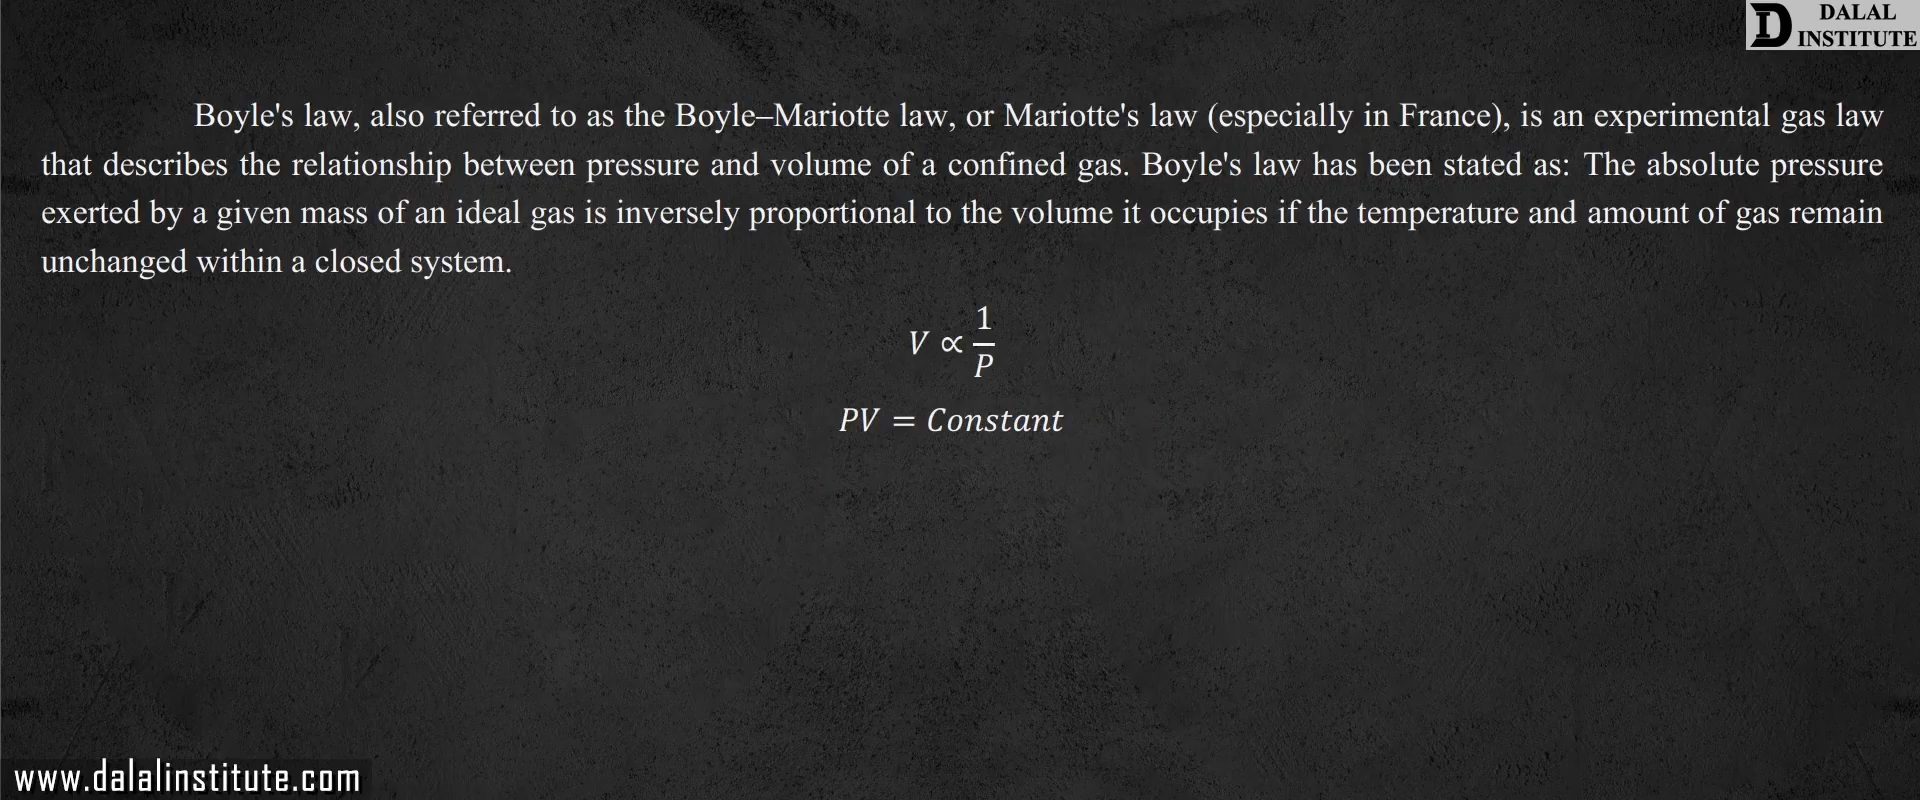 DALAL
INSTITUTE
Boyle's law, also referred to as the Boyle–Mariotte law, or Mariotte's law (especially in France), is an experimental gas law
that describes the relationship between pressure and volume of a confined gas. Boyle's law has been stated as: The absolute pressure
exerted by a given mass of an ideal gas is inversely proportional to the volume it occupies if the temperature and amount of gas remain
unchanged within a closed system.
V ∝ 1/P
PV = Constant
www.dalalinstitute.com